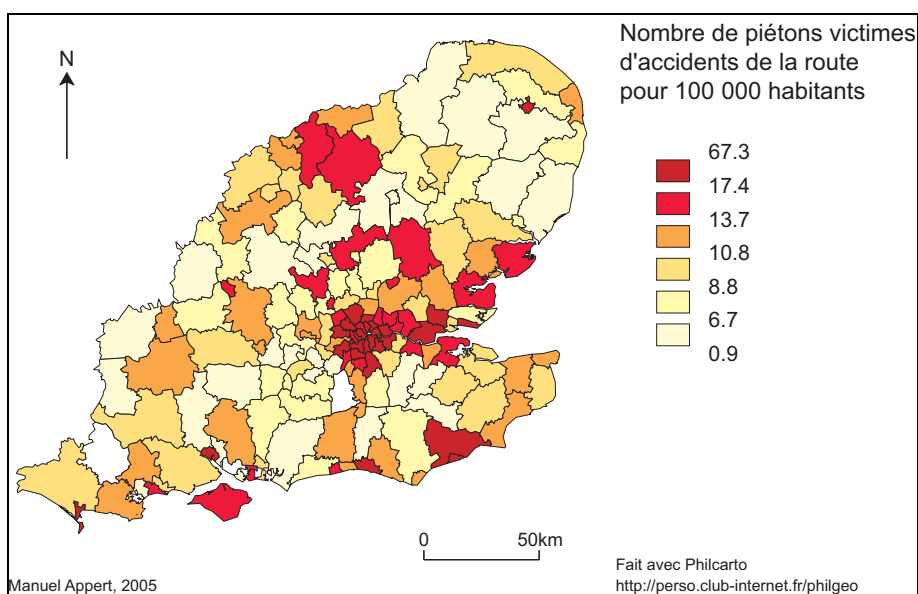 Nombre de piétons victimes
d'accidents de la route
pour 100 000 habitants
N
67.3
17.4
13.7
10.8
8.8
6.7
0.9
0 50km
Manuel Appert, 2005
Fait avec Philcarto
http://perso.club-internet.fr/philgeo